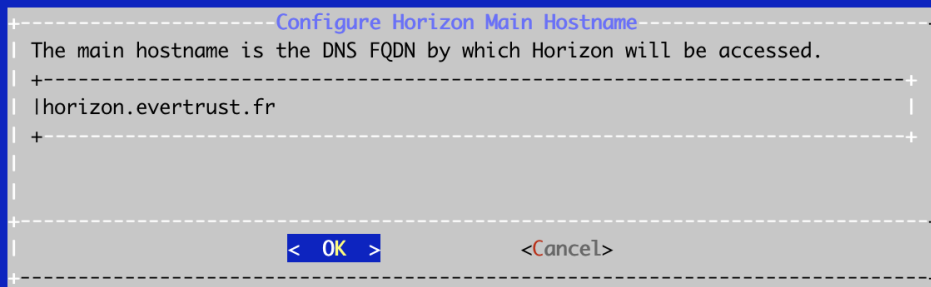 Configure Horizon Main Hostname
The main hostname is the DNS FQDN by which Horizon will be accessed.
horizon.evertrust.fr
< OK > <Cancel>